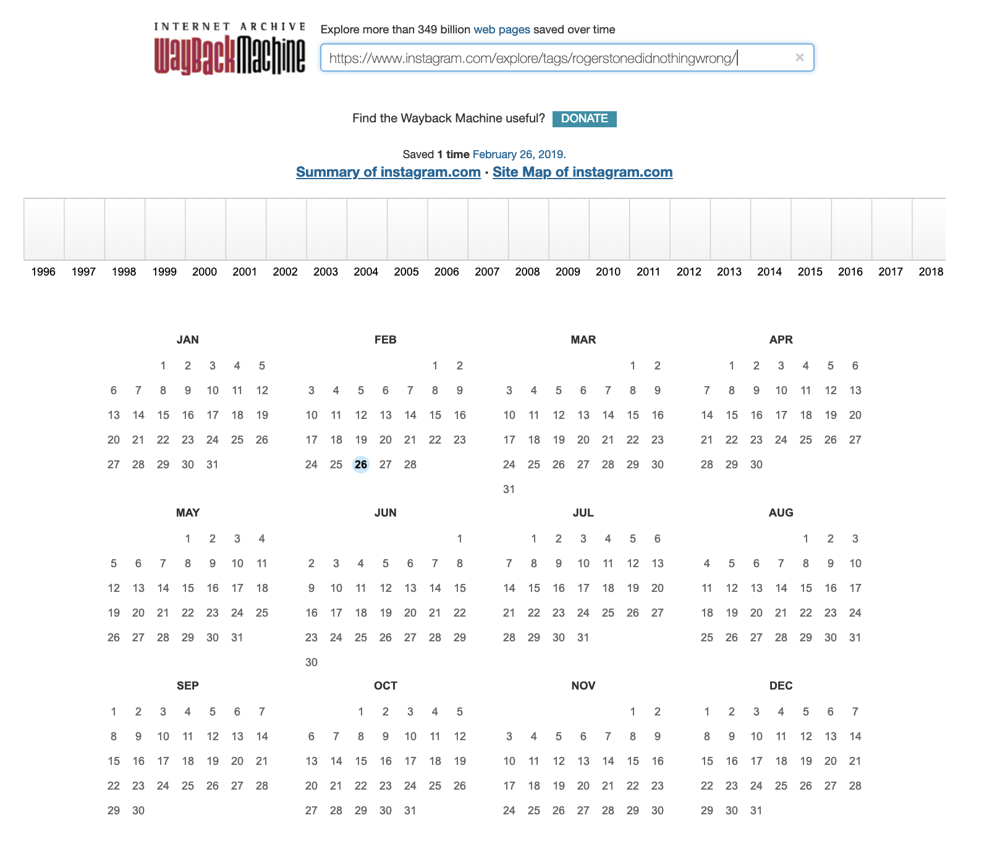 INTERNET ARCHIVE
WayBackMachine
Explore more than 349 billion web pages saved over time
https://www.instagram.com/explore/tags/rogerstonedidnothingwrong/
×
Find the Wayback Machine useful? DONATE
Saved 1 time February 26, 2019.
Summary of instagram.com · Site Map of instagram.com
1996 1997 1998 1999 2000 2001 2002 2003 2004 2005 2006 2007 2008 2009 2010 2011 2012 2013 2014 2015 2016 2017 2018
JAN
1 2 3 4 5
6 7 8 9 10 11 12
13 14 15 16 17 18 19
20 21 22 23 24 25 26
27 28 29 30 31
FEB
1 2
3 4 5 6 7 8 9
10 11 12 13 14 15 16
17 18 19 20 21 22 23
24 25 26 27 28
MAR
1 2
3 4 5 6 7 8 9
10 11 12 13 14 15 16
17 18 19 20 21 22 23
24 25 26 27 28 29 30
31
APR
1 2 3 4 5 6
7 8 9 10 11 12 13
14 15 16 17 18 19 20
21 22 23 24 25 26 27
28 29 30
MAY
1 2 3 4
5 6 7 8 9 10 11
12 13 14 15 16 17 18
19 20 21 22 23 24 25
26 27 28 29 30 31
JUN
1
2 3 4 5 6 7 8
9 10 11 12 13 14 15
16 17 18 19 20 21 22
23 24 25 26 27 28 29
30
JUL
1 2 3 4 5 6
7 8 9 10 11 12 13
14 15 16 17 18 19 20
21 22 23 24 25 26 27
28 29 30 31
AUG
1 2 3
4 5 6 7 8 9 10
11 12 13 14 15 16 17
18 19 20 21 22 23 24
25 26 27 28 29 30 31
SEP
1 2 3 4 5 6 7
8 9 10 11 12 13 14
15 16 17 18 19 20 21
22 23 24 25 26 27 28
29 30
OCT
1 2 3 4 5
6 7 8 9 10 11 12
13 14 15 16 17 18 19
20 21 22 23 24 25 26
27 28 29 30 31
NOV
1 2
3 4 5 6 7 8 9
10 11 12 13 14 15 16
17 18 19 20 21 22 23
24 25 26 27 28 29 30
DEC
1 2 3 4 5 6 7
8 9 10 11 12 13 14
15 16 17 18 19 20 21
22 23 24 25 26 27 28
29 30 31